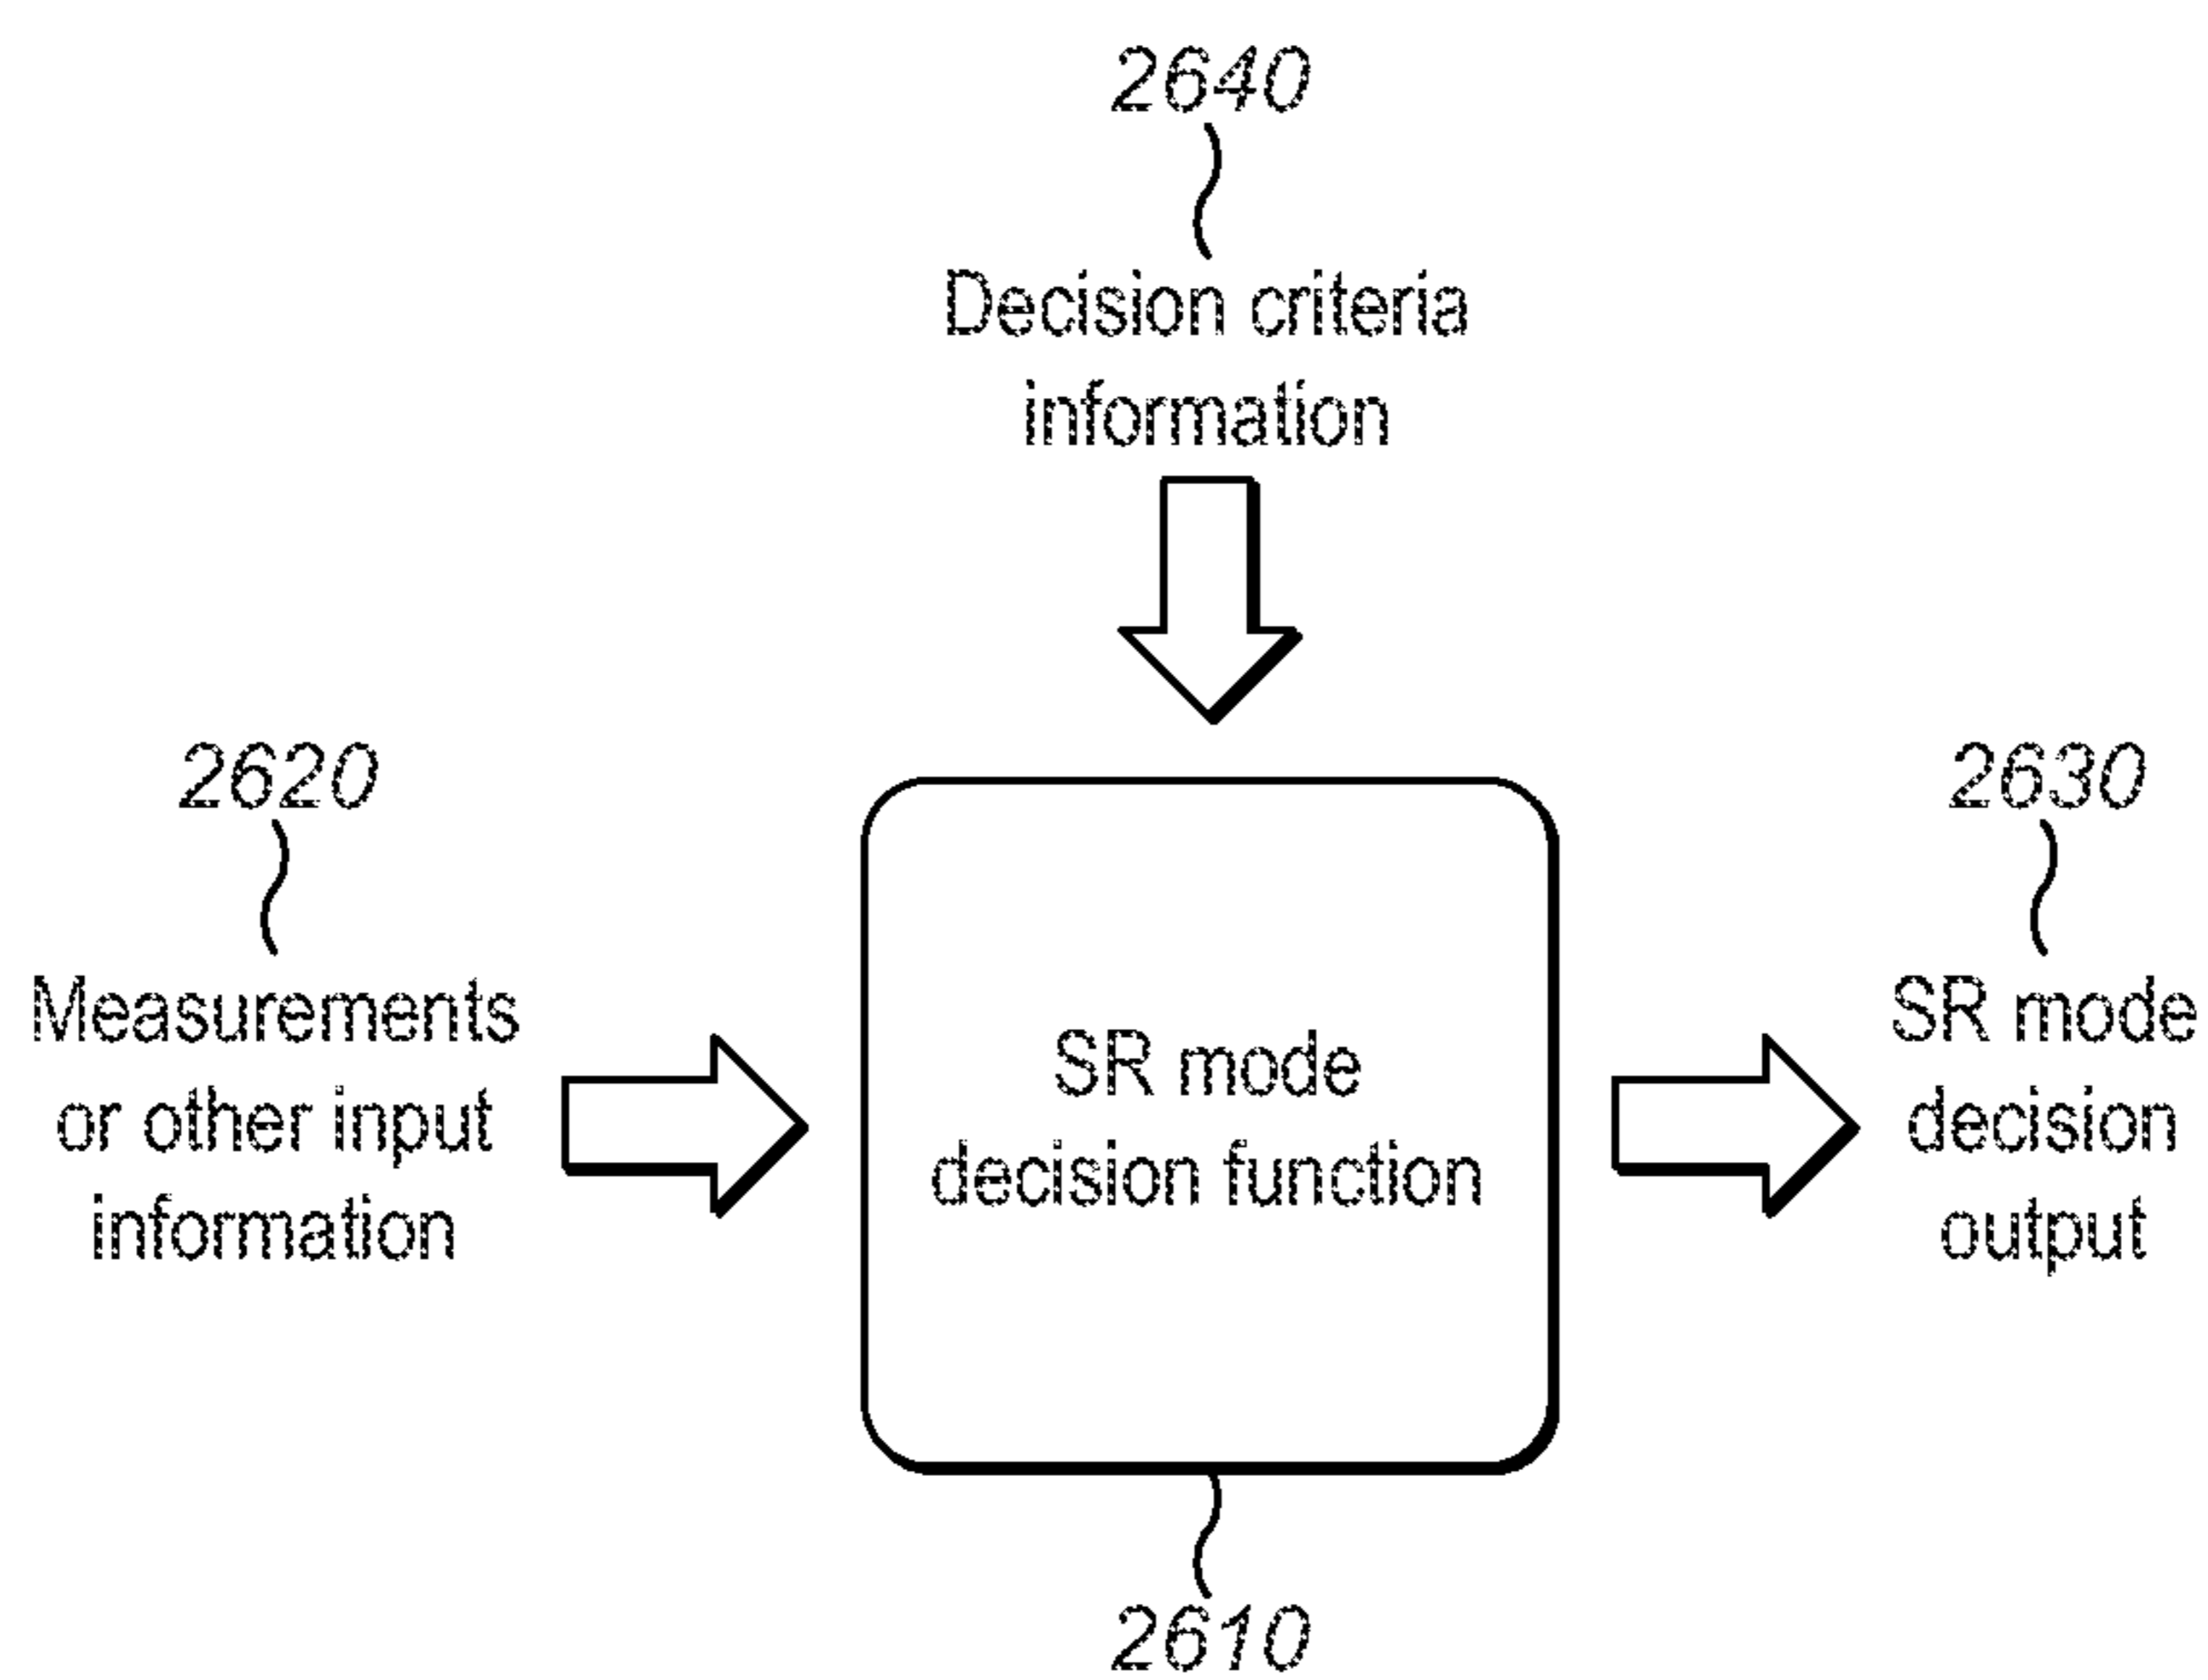 2640
Decision criteria
information
2620
Measurements
or other input
information
SR mode
decision function
2610
2630
SR mode
decision
output